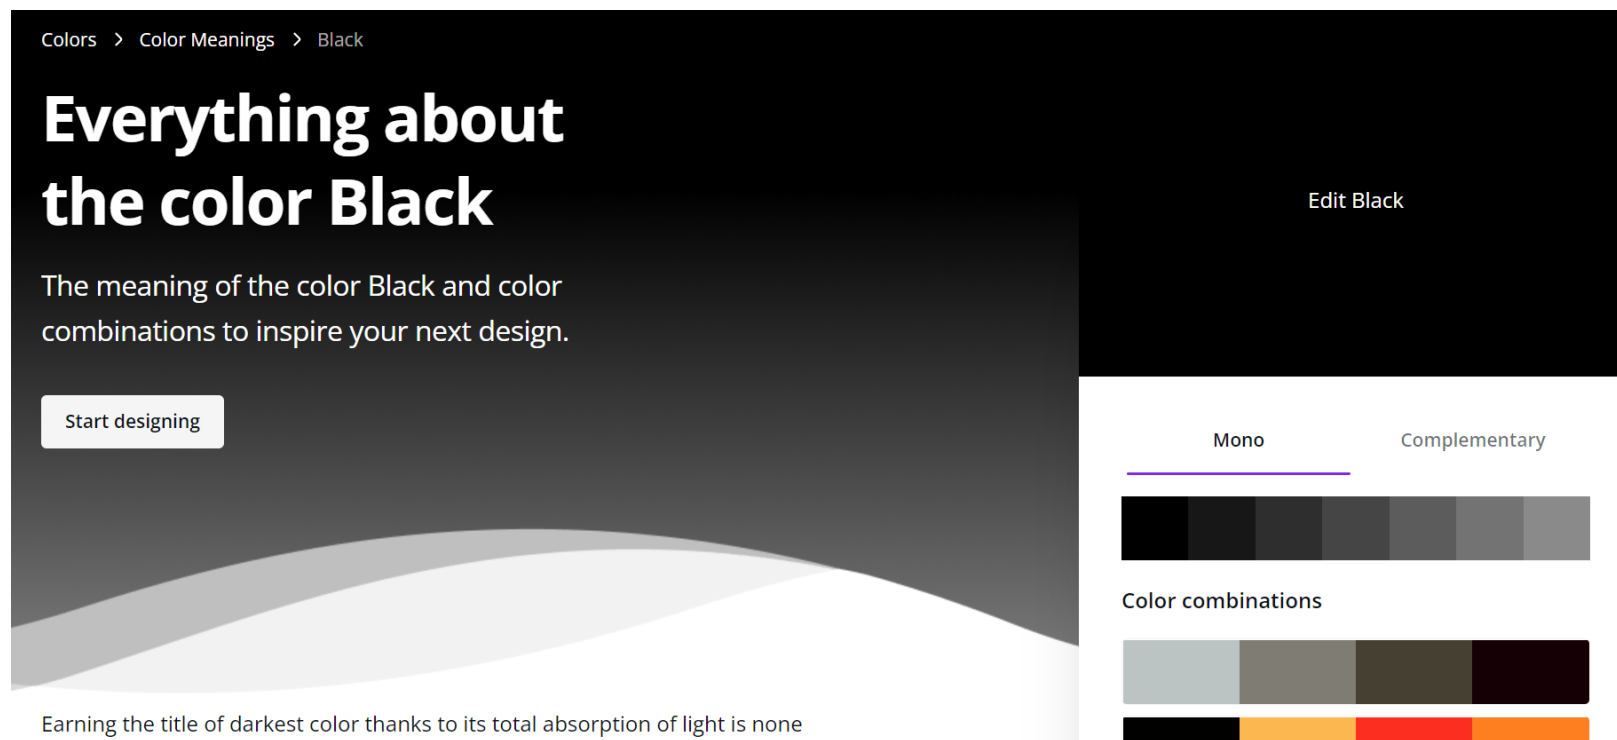 Colors > Color Meanings > Black
Everything about
the color Black
The meaning of the color Black and color
combinations to inspire your next design.
Start designing
Earning the title of darkest color thanks to its total absorption of light is none
Edit Black
Mono Complementary
Color combinations